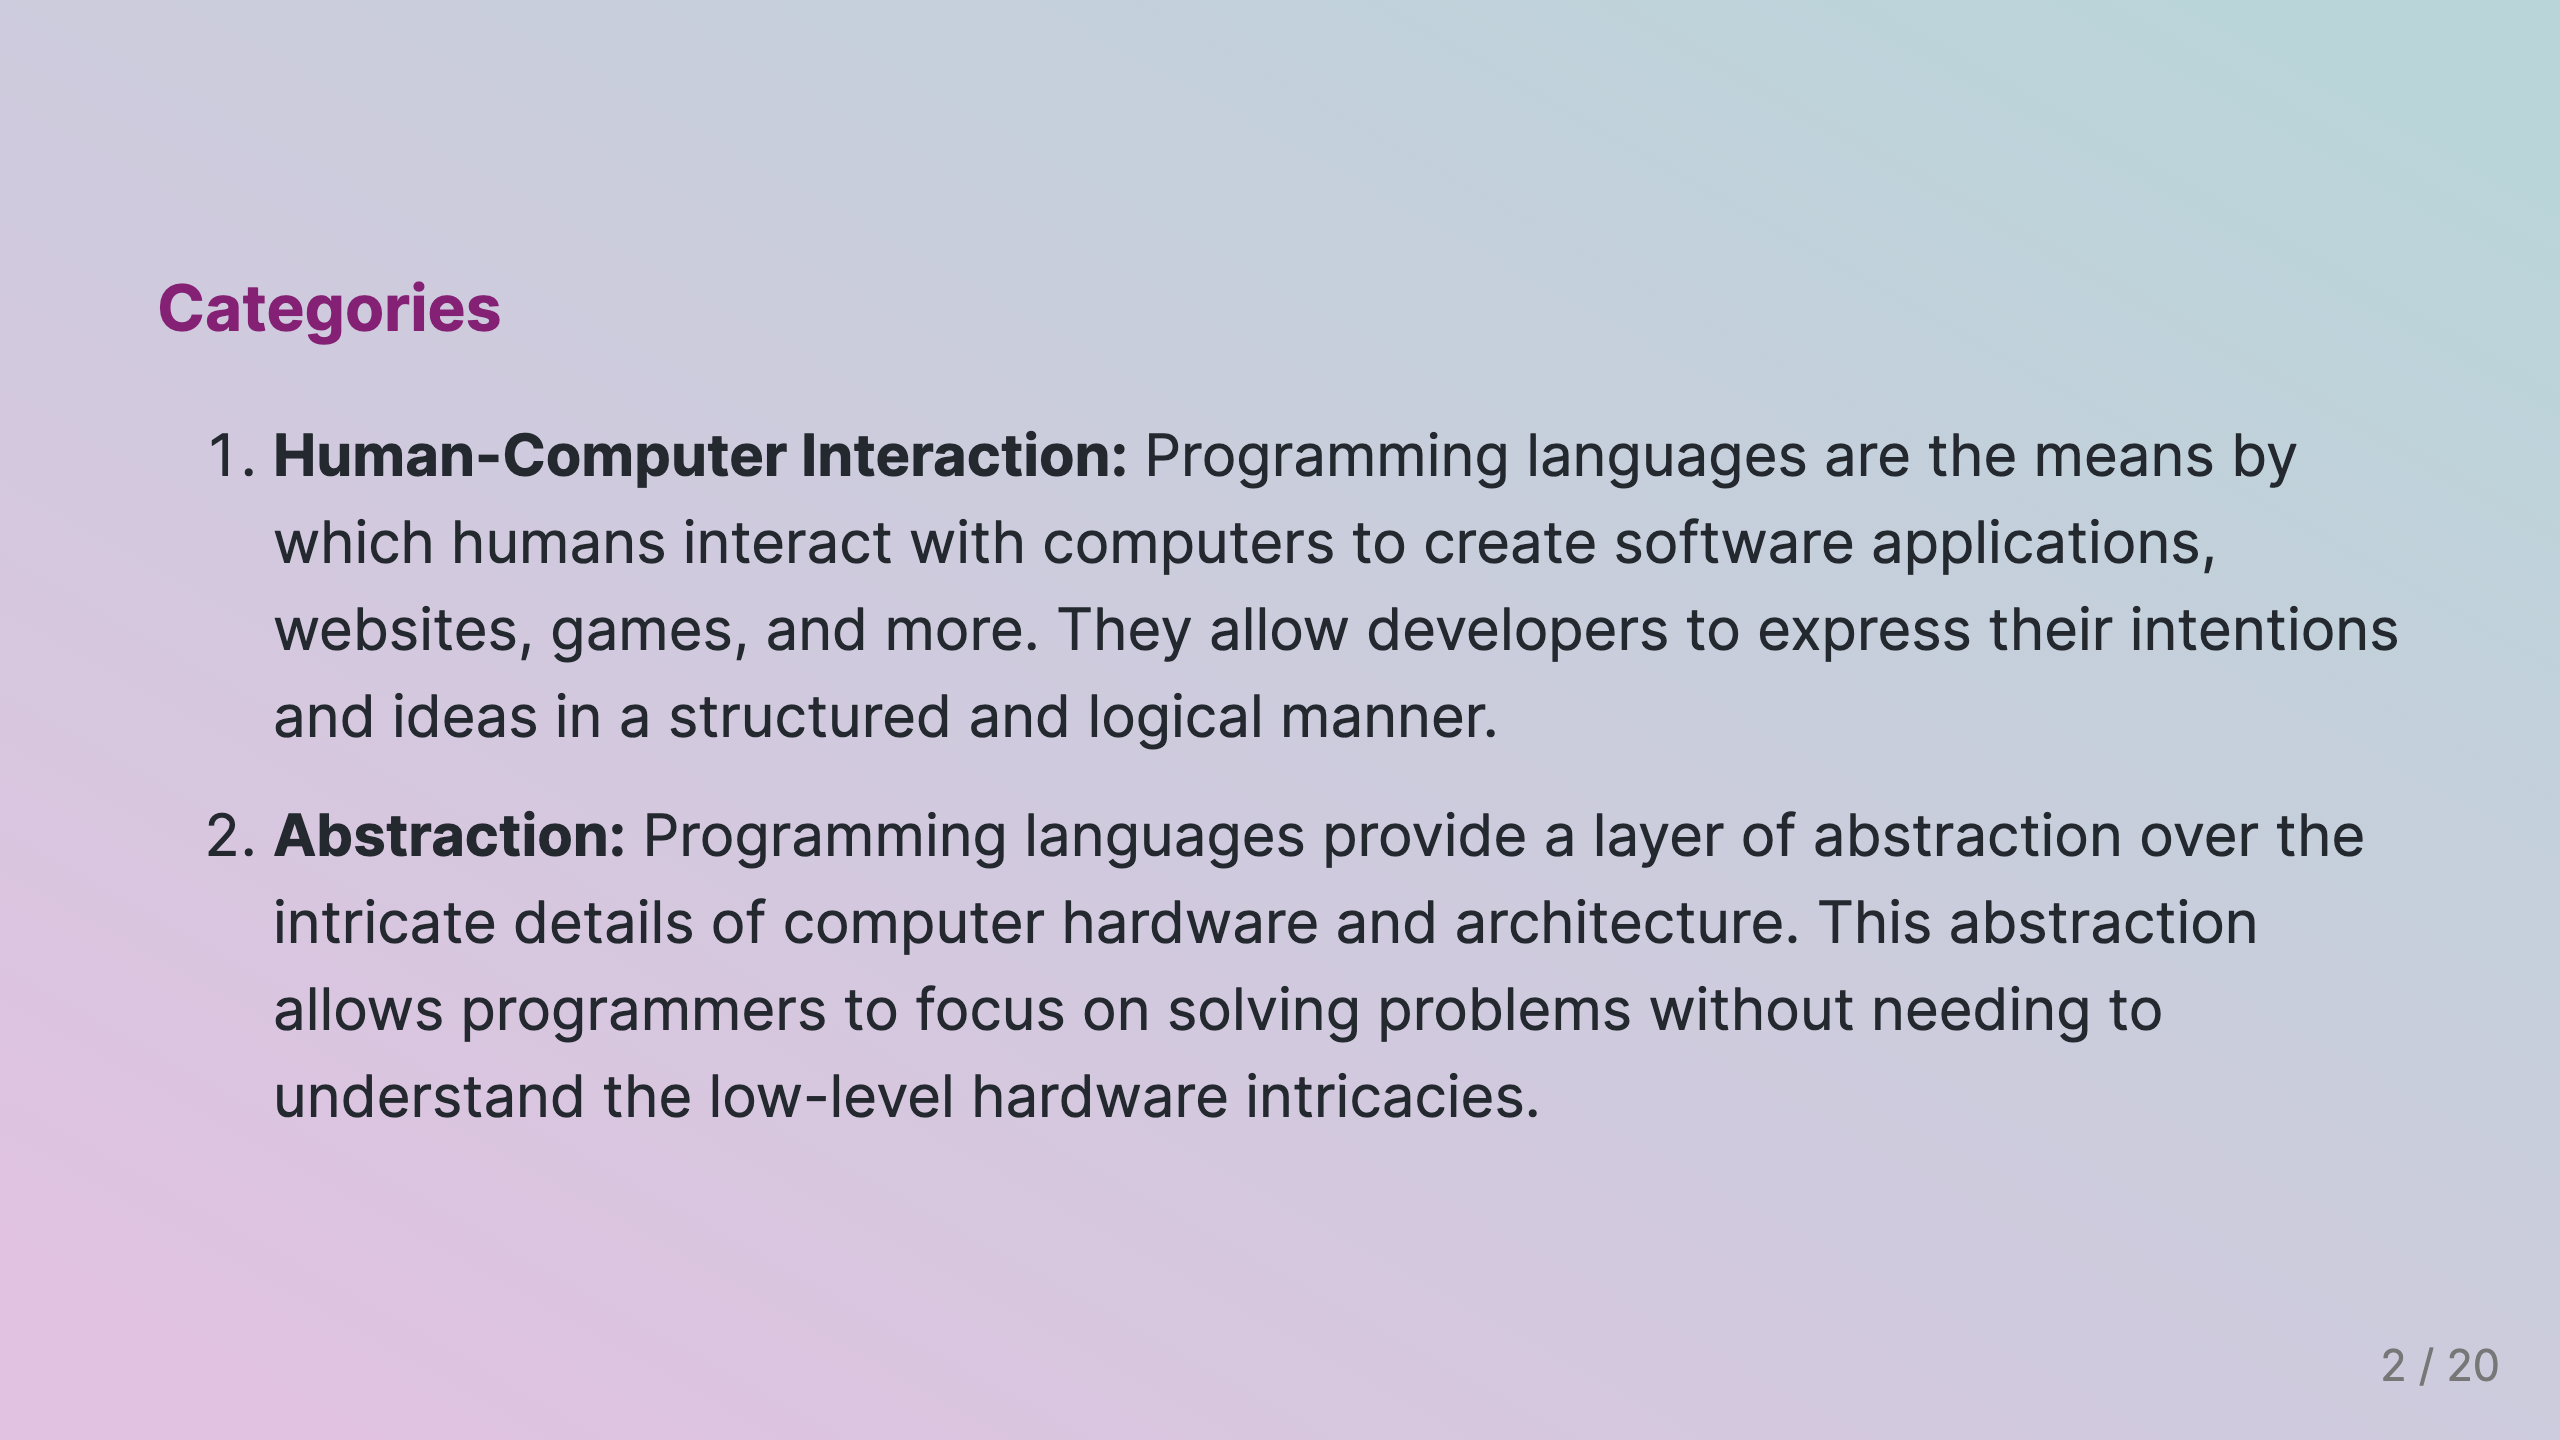 Categories
1. Human-Computer Interaction: Programming languages are the means by
which humans interact with computers to create software applications,
websites, games, and more. They allow developers to express their intentions
and ideas in a structured and logical manner.
2. Abstraction: Programming languages provide a layer of abstraction over the
intricate details of computer hardware and architecture. This abstraction
allows programmers to focus on solving problems without needing to
understand the low-level hardware intricacies.
2 / 20